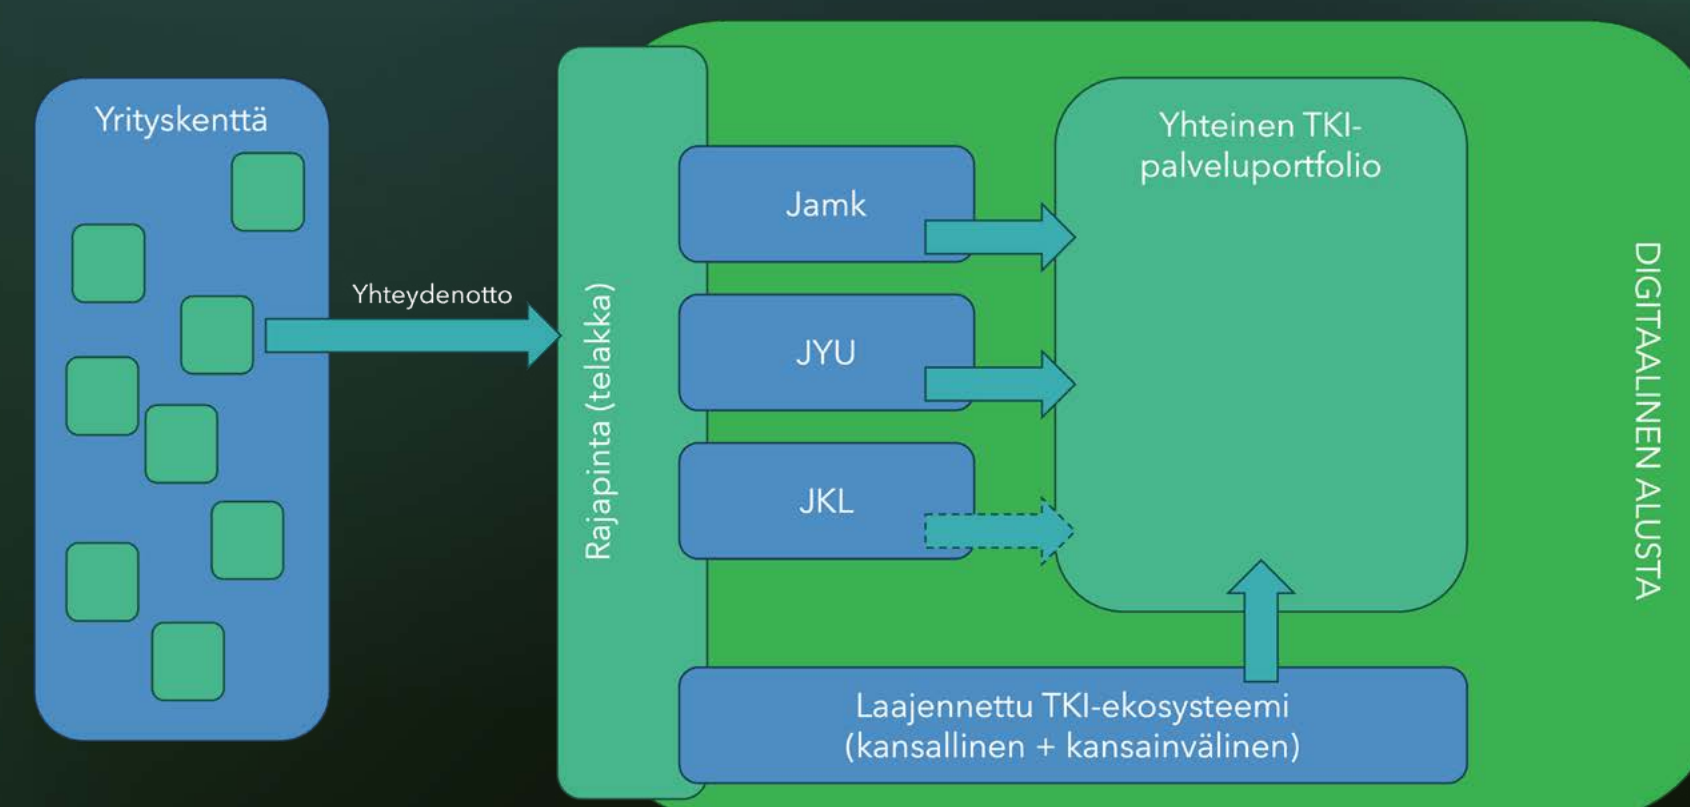 Yrityskenttä
Yhteydenotto
Rajapinta (telakka)
Jamk
JYU
JKL
Yhteinen TKI-
palveluportfolio
Laajennettu TKI-ekosysteemi
(kansallinen + kansainvälinen)
DIGITAALINEN ALUSTA